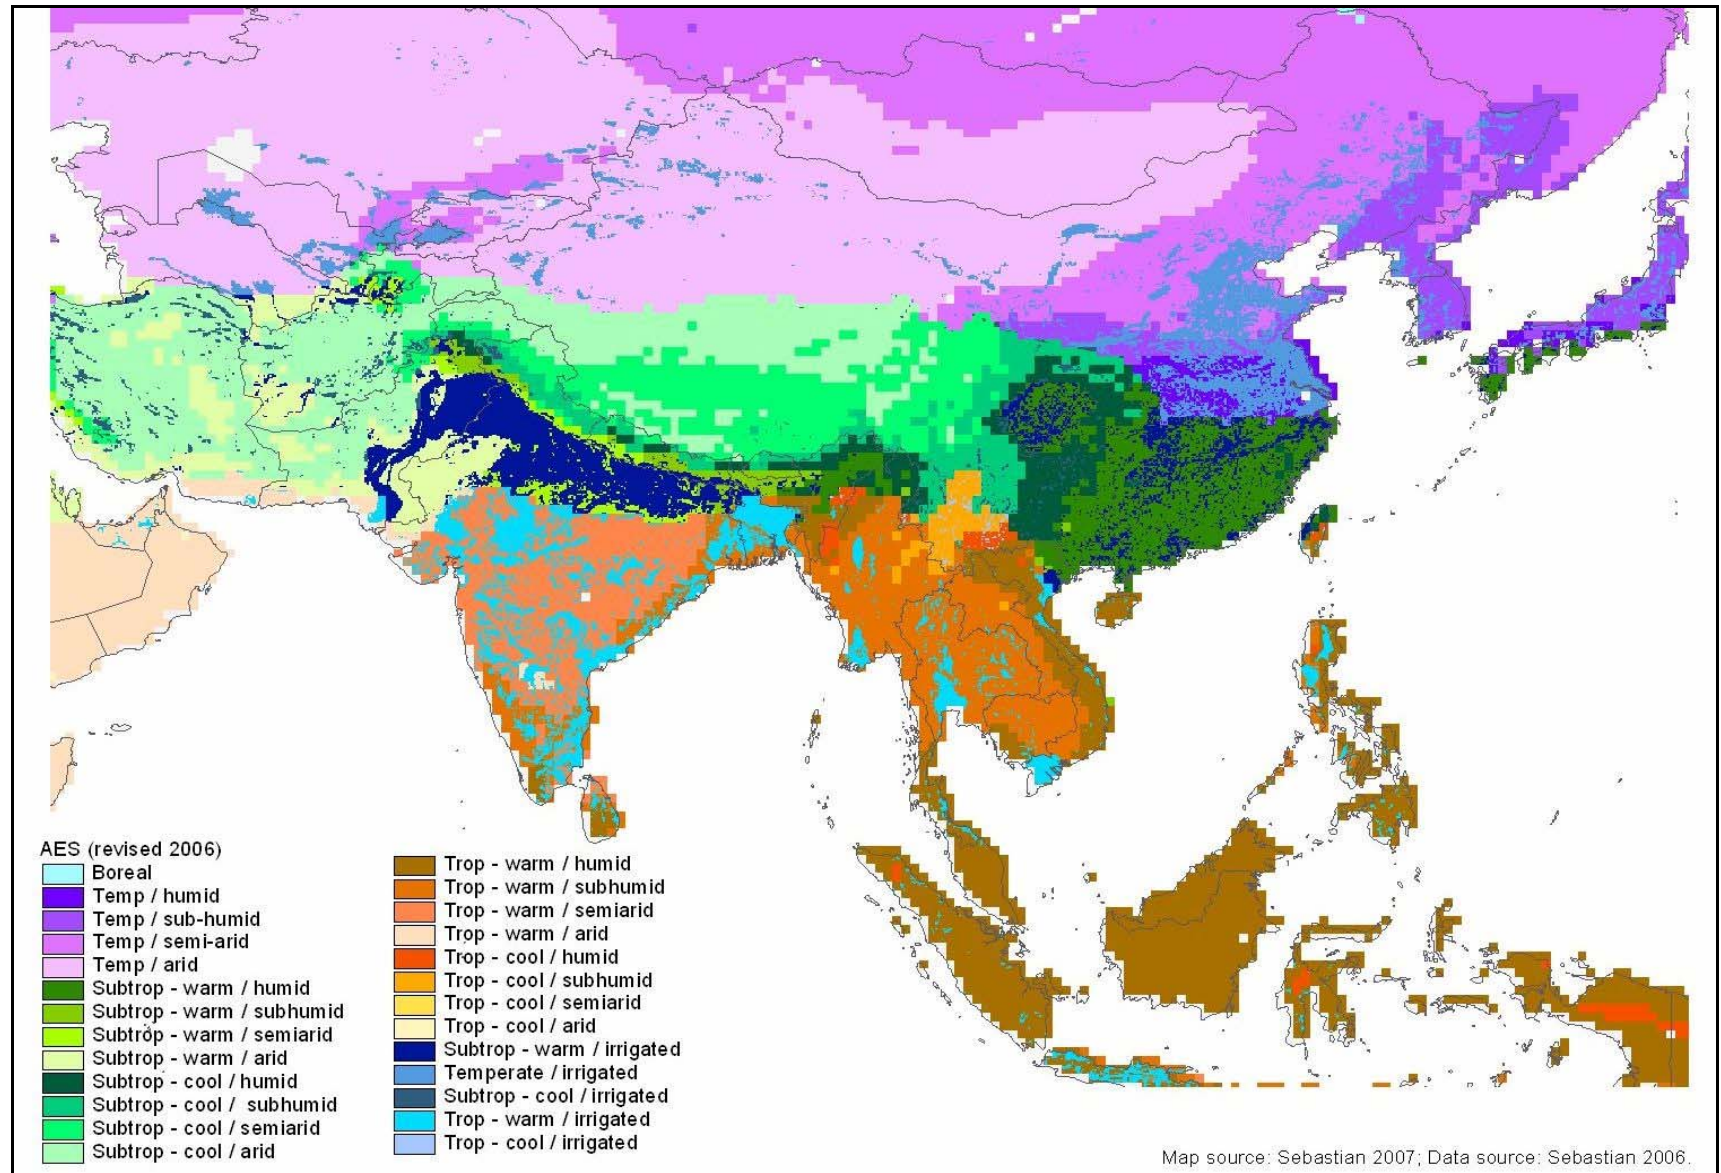 AES (revised 2006)
Boreal
Temp / humid
Temp / sub-humid
Temp / semi-arid
Temp / arid
Subtrop - warm / humid
Subtrop - warm / subhumid
Subtrop - warm / semiarid
Subtrop - warm / arid
Subtrop - cool / humid
Subtrop - cool / subhumid
Subtrop - cool / semiarid
Subtrop - cool / arid
Trop - warm / humid
Trop - warm / subhumid
Trop - warm / semiarid
Trop - warm / arid
Trop - cool / humid
Trop - cool / subhumid
Trop - cool / semiarid
Trop - cool / arid
Subtrop - warm / irrigated
Temperate / irrigated
Subtrop - cool / irrigated
Trop - warm / irrigated
Trop - cool / irrigated
Map source: Sebastian 2007; Data source: Sebastian 2006.